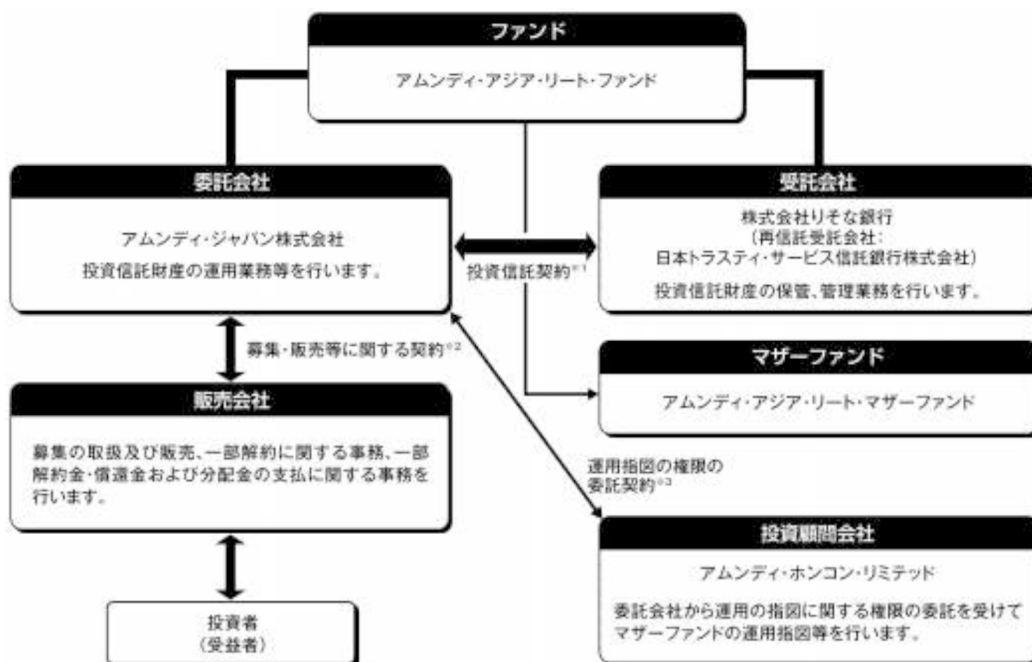 ファンド
アムンディ・アジア・リート・ファンド
委託会社
アムンディ・ジャパン株式会社
投資信託財産の運用業務等を行います。
受託会社
株式会社りそな銀行
(再信託受託会社:
日本トラスティ・サービス信託銀行株式会社)
投資信託財産の保管、管理業務を行います。
投資信託契約※1
募集・販売等に関する契約※2
マザーファンド
アムンディ・アジア・リート・マザーファンド
販売会社
募集の取扱及び販売、一部解約に関する事務、一部
解約金・償還金および分配金の支払に関する事務を
行います。
運用指図の権限の
委託契約※3
投資顧問会社
アムンディ・ホンコン・リミテッド
委託会社から運用の指図に関する権限の委託を受けて
マザーファンドの運用指図等を行います。
投資者
(受益者)